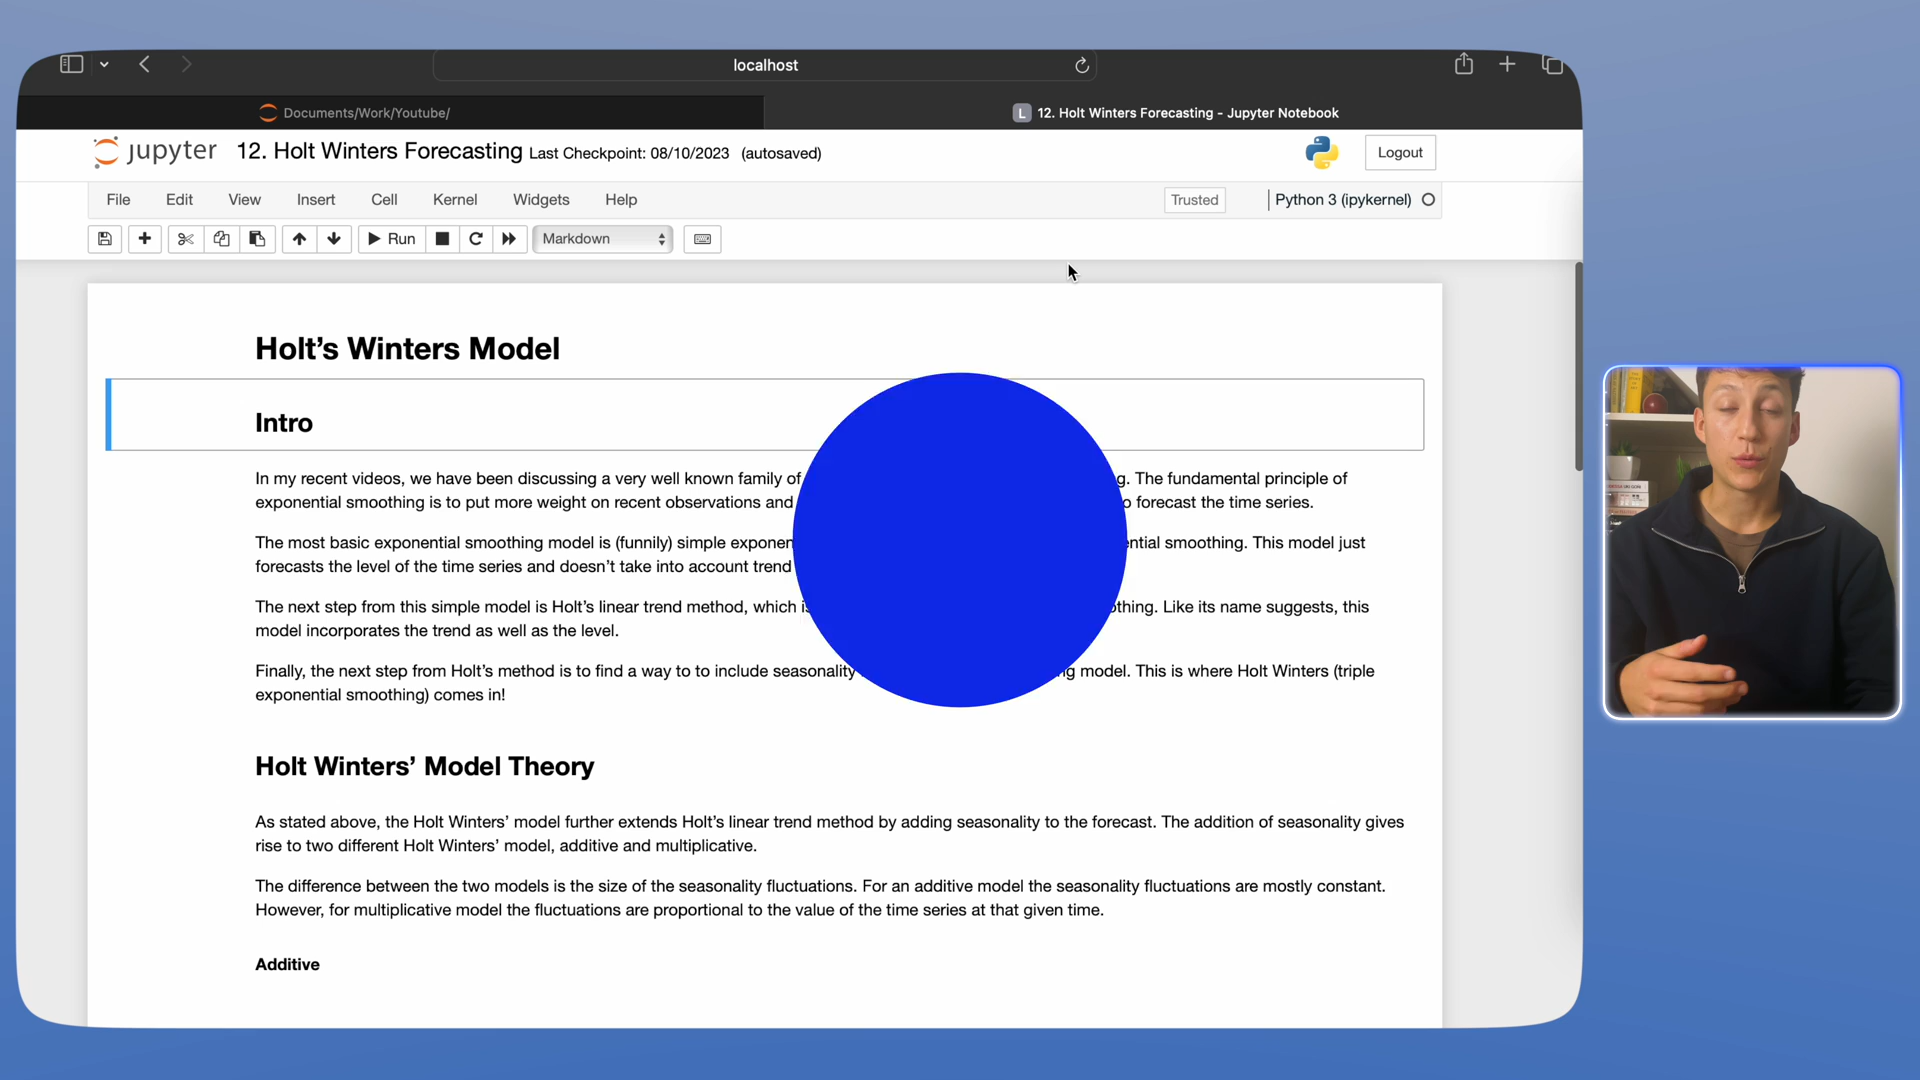 localhost
Documents/Work/Youtube/
L 12. Holt Winters Forecasting - Jupyter Notebook
jupyter 12. Holt Winters Forecasting Last Checkpoint: 08/10/2023 (autosaved)
Logout
File Edit View Insert Cell Kernel Widgets Help
Trusted
Python 3 (ipykernel)
Run
Markdown
Holt's Winters Model
Intro
In my recent videos, we have been discussing a very well known family of g. The fundamental principle of
exponential smoothing is to put more weight on recent observations and o forecast the time series.
The most basic exponential smoothing model is (funnily) simple exponen ntial smoothing. This model just
forecasts the level of the time series and doesn't take into account trend
The next step from this simple model is Holt's linear trend method, which othing. Like its name suggests, this
model incorporates the trend as well as the level.
Finally, the next step from Holt's method is to find a way to to include seasonality g model. This is where Holt Winters (triple
exponential smoothing) comes in!
Holt Winters' Model Theory
As stated above, the Holt Winters' model further extends Holt's linear trend method by adding seasonality to the forecast. The addition of seasonality gives
rise to two different Holt Winters' model, additive and multiplicative.
The difference between the two models is the size of the seasonality fluctuations. For an additive model the seasonality fluctuations are mostly constant.
However, for multiplicative model the fluctuations are proportional to the value of the time series at that given time.
Additive